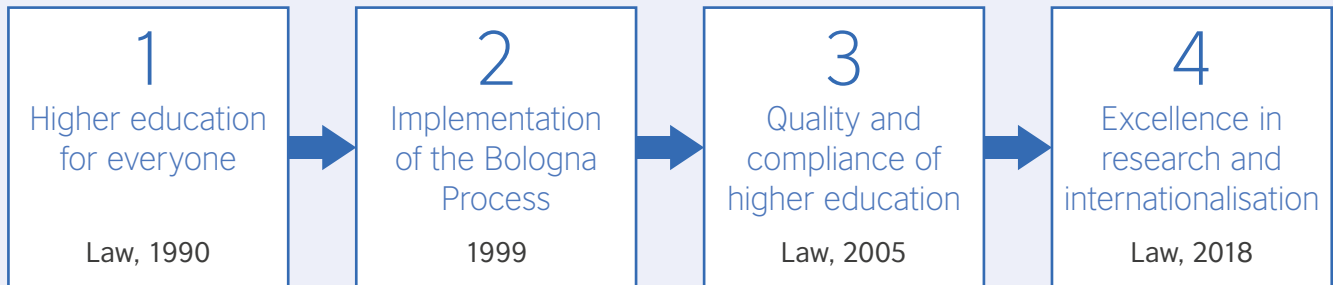 1
Higher education
for everyone
Law, 1990
2
Implementation
of the Bologna
Process
1999
3
Quality and
compliance of
higher education
Law, 2005
4
Excellence in
research and
internationalisation
Law, 2018